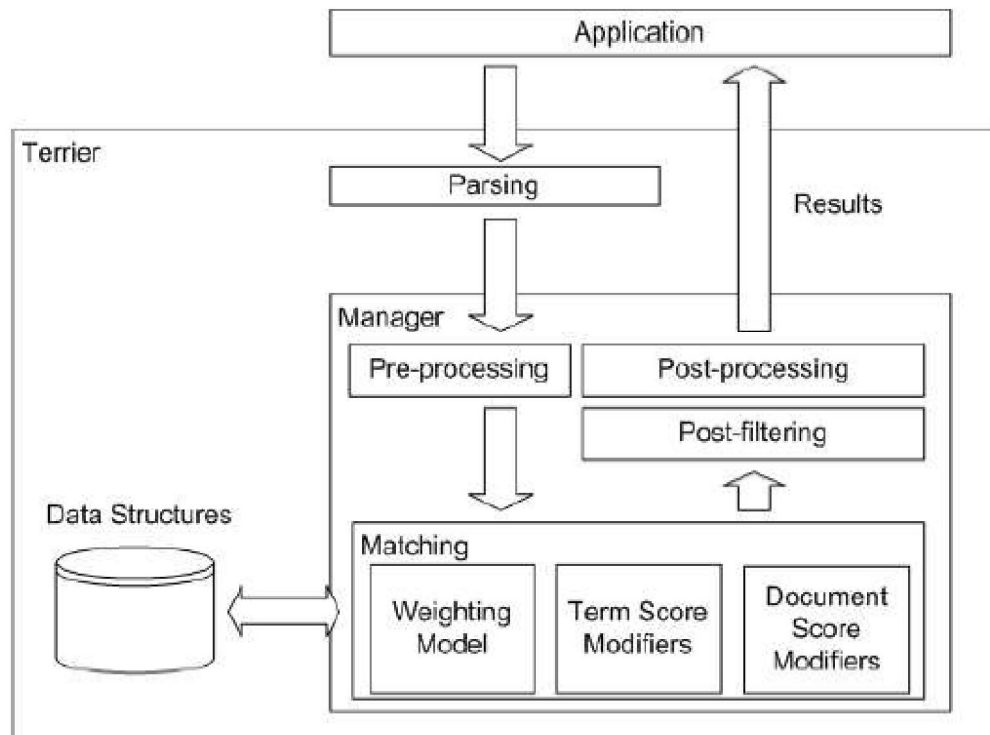 Application
Terrier
Parsing
Results
Manager
Pre-processing
Post-processing
Post-filtering
Data Structures
Matching
Weighting
Model
Term Score
Modifiers
Document
Score
Modifiers